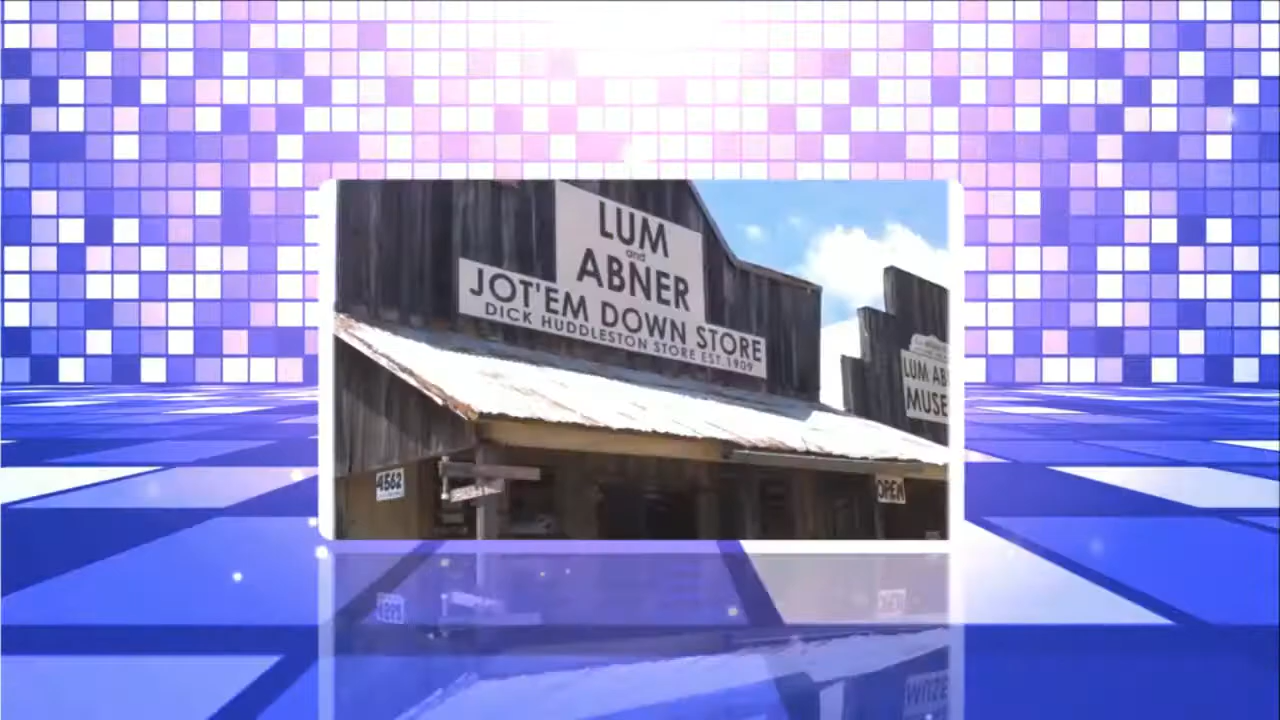 LUM
and
ABNER
JOT'EM DOWN STORE
DICK HUDDLESTON STORE EST. 1909
LUM AB
MUSE
4562
OPEN